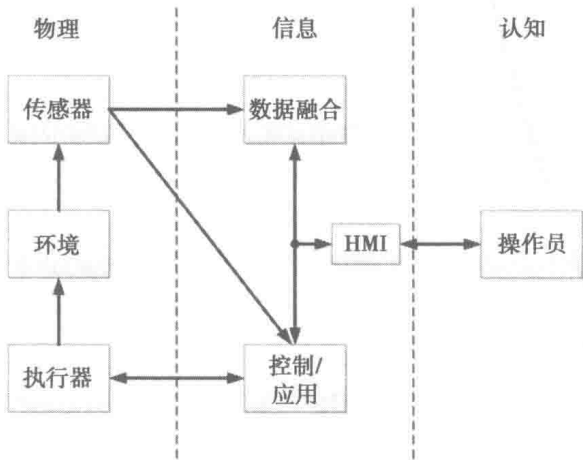 物理
信息
认知
传感器
数据融合
环境
HMI
操作员
执行器
控制/
应用